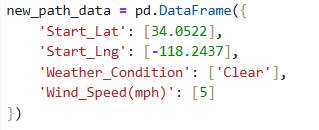 new_path_data = pd.DataFrame({
    'Start_Lat': [34.0522],
    'Start_Lng': [-118.2437],
    'Weather_Condition': ['Clear'],
    'Wind_Speed(mph)': [5]
})